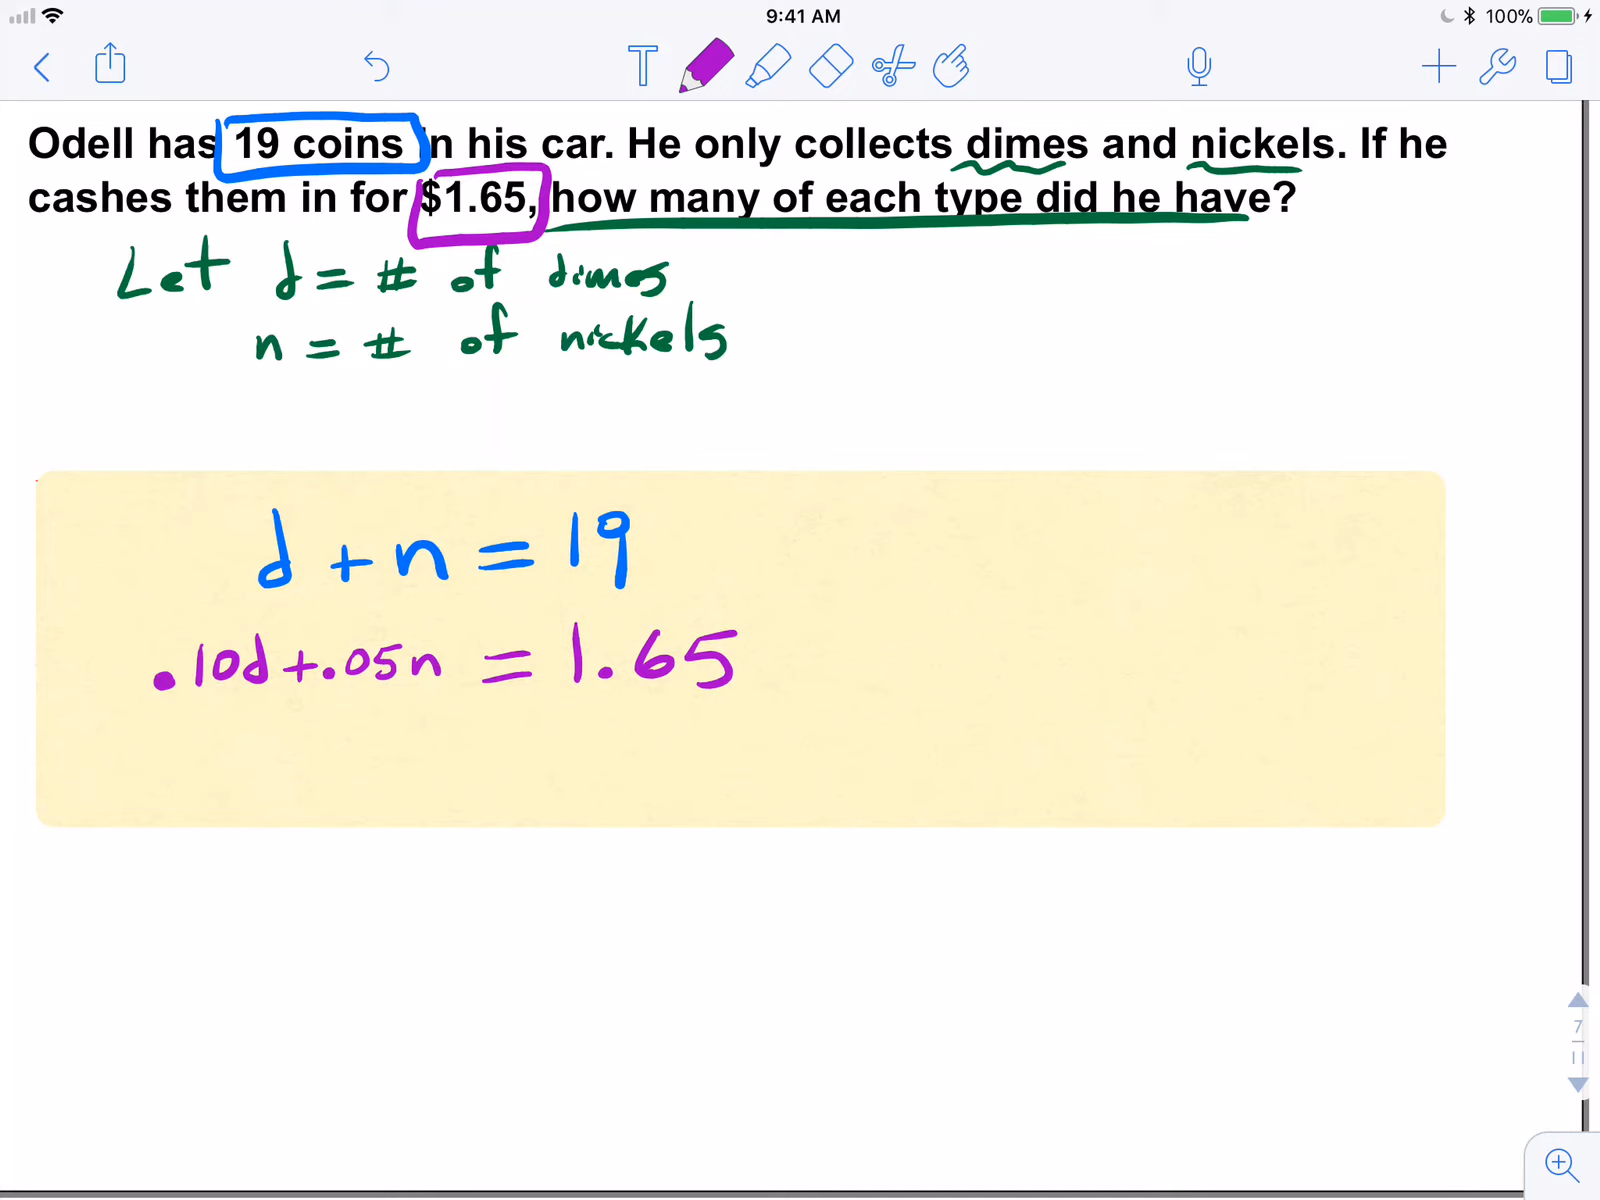 9:41 AM
100%
T
Odell has 19 coins in his car. He only collects dimes and nickels. If he
cashes them in for $1.65, how many of each type did he have?
Let d = # of dimes
n = # of nickels
d + n = 19
.10d + .05n = 1.65
7
11